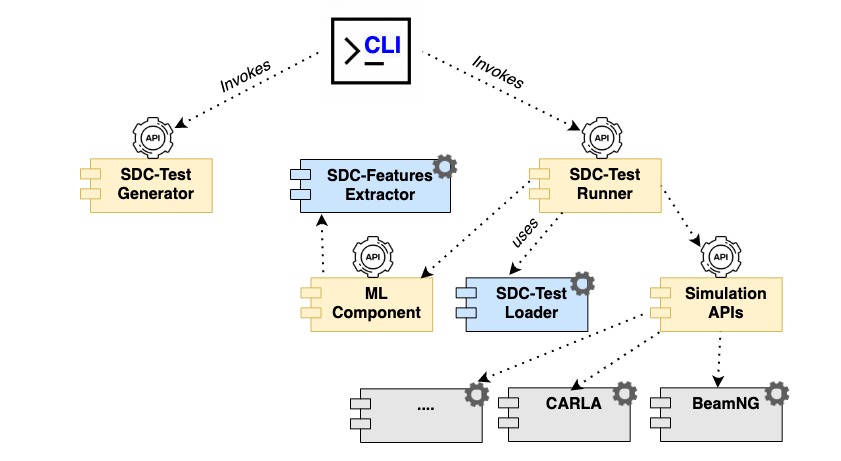 >_CLI
Invokes
Invokes
API
API
SDC-Test
Generator
SDC-Features
Extractor
SDC-Test
Runner
uses
API
API
ML
Component
SDC-Test
Loader
Simulation
APIs
....
CARLA
BeamNG